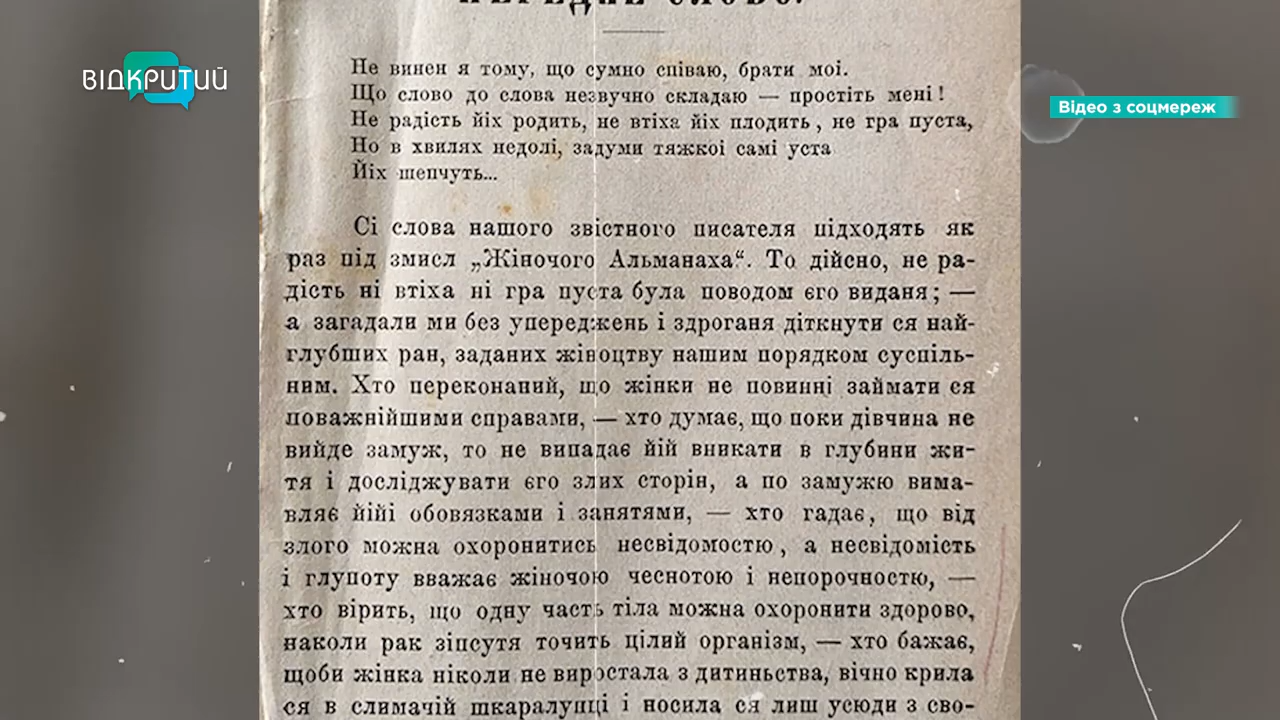 ПЕРЕДНЕ СЛОВО.
ВІДКРИТИЙ
Відео з соцмереж
Не винен я тому, що сумно співаю, брати моі.
Що слово до слова незвучно складаю — простіть мені!
Не радість йіх родить, не втіха йіх плодить, не гра пуста,
Но в хвилях недолі, задуми тяжкоі самі уста
Йіх шепчуть...
Сі слова нашого звістного писателя підходять як
раз під змисл „Жіночого Альманаха“. То дійсно, не ра-
дість ні втіха ні гра пуста була поводом єго виданя; —
а загадали ми без упереджень і здроганя діткнути ся най-
глубших ран, заданих жіноцтву нашим порядком суспіль-
ним. Хто переконаний, що жінки не повинні займати ся
поважнійшими справами, — хто думає, що поки дівчина не
вийде замуж, то не випадає йій вникати в глубини жи-
тя і досліджувати єго злих сторін, а по замужю вима-
вляє йійі обовязками і занятями, — хто гадає, що від
злого можна охоронитись несвідомостю, а несвідомість
і глупоту вважає жіночою чеснотою і непорочностю, —
хто вірить, що одну часть тіла можна охоронити здорово,
наколи рак зіпсутя точить цілий організм, — хто бажає,
щоби жінка ніколи не виростала з дитиньства, вічно крила
ся в слимачій шкаралупці і носила ся лиш усюди з сво-